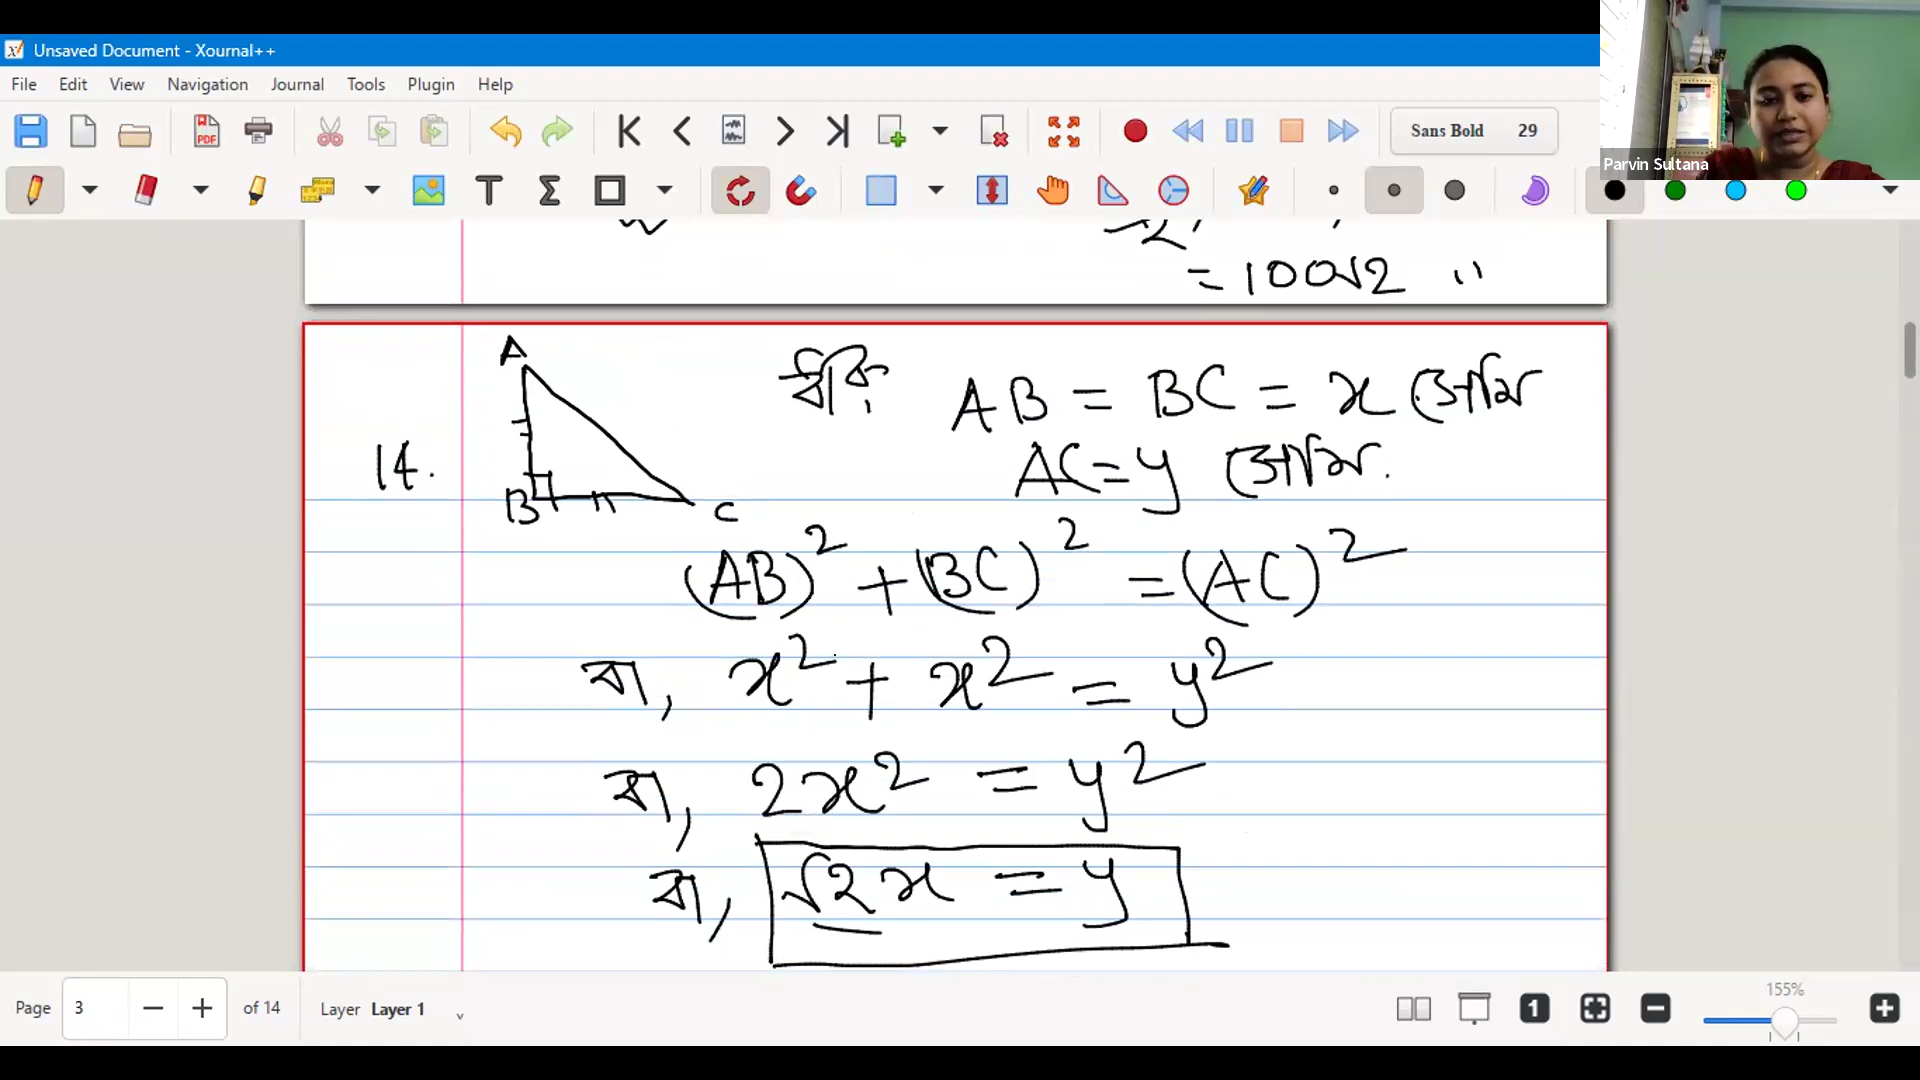 Unsaved Document - Xournal++
File Edit View Navigation Journal Tools Plugin Help
Sans Bold 29
Parvin Sultana
= 100√2 "
A
ধরি, AB = BC = x সেমি
AC = y সেমি.
14.
B C
(AB)² + (BC)² = (AC)²
বা, x² + x² = y²
বা, 2x² = y²
বা, √2x = y
Page 3 of 14 Layer Layer 1
155%